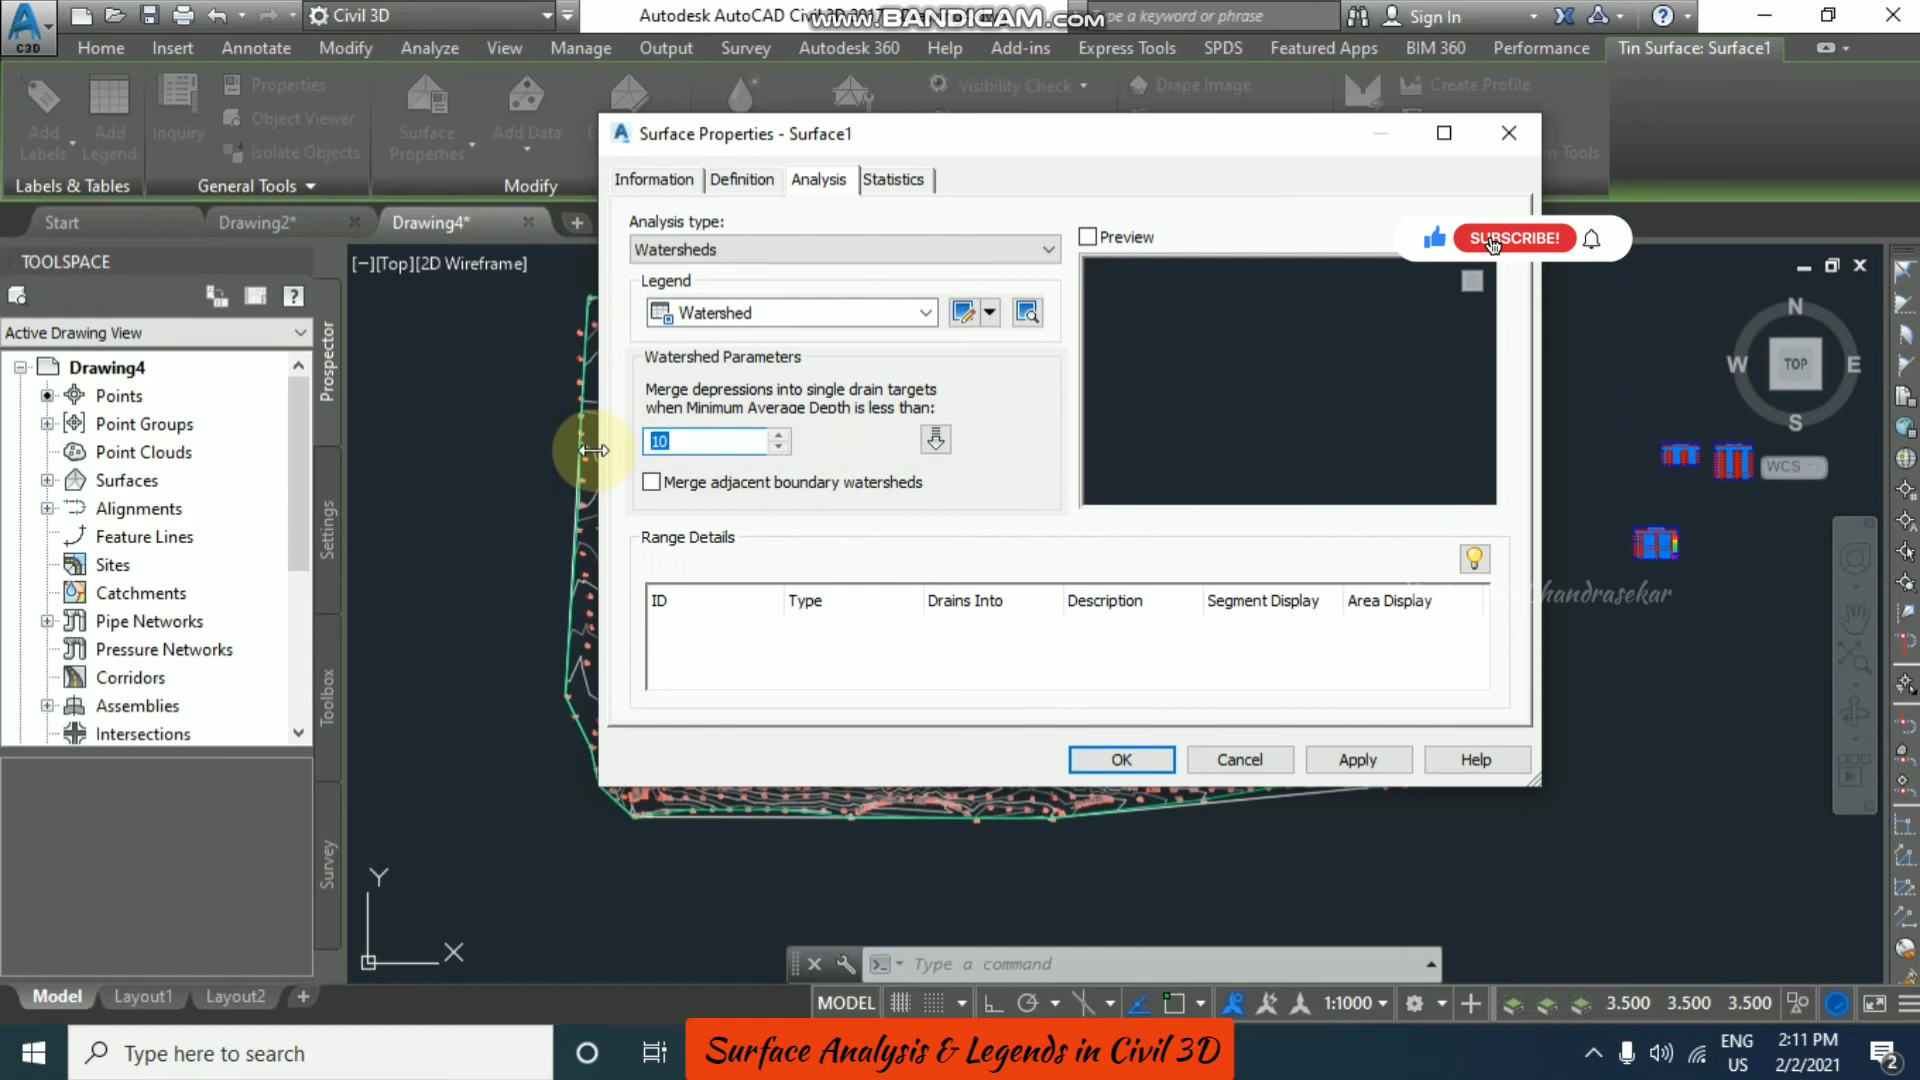 Civil 3D
Autodesk AutoCAD Civil 3D 2017
www.BANDICAM.com
Type a keyword or phrase
Sign In
C3D
Home Insert Annotate Modify Analyze View Manage Output Survey Autodesk 360 Help Add-ins Express Tools SPDS Featured Apps BIM 360 Performance Tin Surface: Surface1
Add Labels
Add Legend
Inquiry
Properties
Object Viewer
Isolate Objects
Surface Properties
Add Data
Visibility Check
Drape Image
Create Profile
Tools
Labels & Tables
General Tools
Modify
Start
Drawing2*
Drawing4*
TOOLSPACE
Active Drawing View
Drawing4
Points
Point Groups
Point Clouds
Surfaces
Alignments
Feature Lines
Sites
Catchments
Pipe Networks
Pressure Networks
Corridors
Assemblies
Intersections
Prospector
Settings
Toolbox
Survey
[−][Top][2D Wireframe]
Surface Properties - Surface1
Information
Definition
Analysis
Statistics
Analysis type:
Watersheds
Legend
Watershed
Watershed Parameters
Merge depressions into single drain targets
when Minimum Average Depth is less than:
10
Merge adjacent boundary watersheds
Preview
SUBSCRIBE!
Range Details
ID Type Drains Into Description Segment Display Area Display
OK
Cancel
Apply
Help
handrasekar
N
W
TOP
E
S
WCS
Y
X
Type a command
Model
Layout1
Layout2
MODEL
1:1000
3.500
3.500
3.500
Type here to search
Surface Analysis & Legends in Civil 3D
ENG
US
2:11 PM
2/2/2021
2